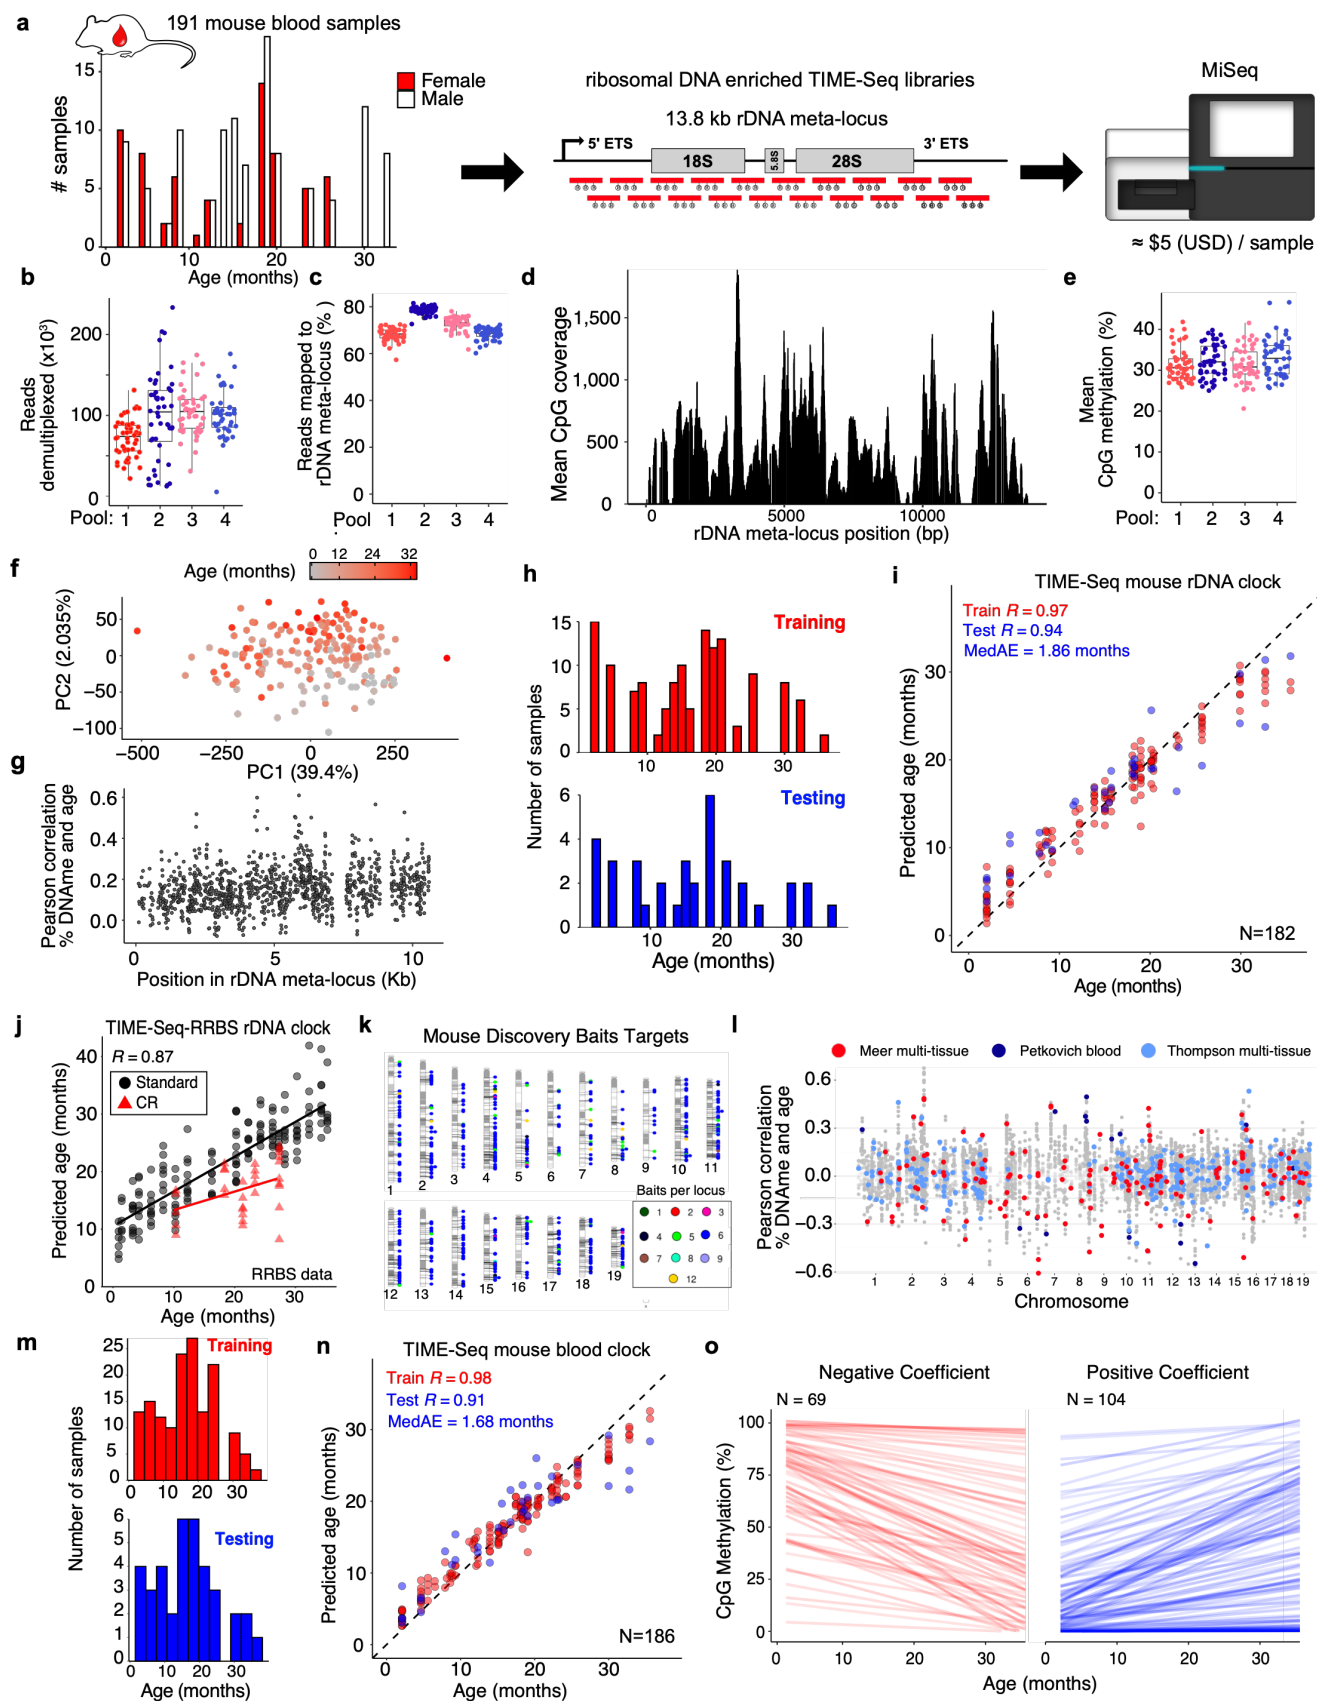 a
191 mouse blood samples
15
10
5
0
# samples
0
10
20
30
Age (months)
Female
Male
ribosomal DNA enriched TIME-Seq libraries
13.8 kb rDNA meta-locus
5' ETS
3' ETS
18S
5.8S
28S
MiSeq
≈ $5 (USD) / sample
b
200
100
0
Reads
demultiplexed (x10³)
Pool: 1 2 3 4
c
80
60
40
20
0
Reads mapped to
rDNA meta-locus (%)
Pool 1 2 3 4
d
1,500
1,000
500
0
Mean CpG coverage
0 5000 10000
rDNA meta-locus position (bp)
e
40
30
20
10
0
Mean
CpG methylation (%)
Pool: 1 2 3 4
f
Age (months)
0 12 24 32
50
0
−50
−100
PC2 (2.035%)
−500 −250 0 250
PC1 (39.4%)
g
0.6
0.4
0.2
0.0
Pearson correlation
% DNAme and age
0 5 10
Position in rDNA meta-locus (Kb)
h
Training
15
10
5
0
10 20 30
Number of samples
Testing
6
4
2
0
10 20 30
Age (months)
i
TIME-Seq mouse rDNA clock
Train R = 0.97
Test R = 0.94
MedAE = 1.86 months
30
20
10
0
Predicted age (months)
N=182
0 10 20 30
Age (months)
j
TIME-Seq-RRBS rDNA clock
R = 0.87
Standard
CR
40
30
20
10
0
Predicted age (months)
RRBS data
0 10 20 30
Age (months)
k
Mouse Discovery Baits Targets
1 2 3 4 5 6 7 8 9 10 11
12 13 14 15 16 17 18 19
Baits per locus
1 2 3
4 5 6
7 8 9
12
l
Meer multi-tissue
Petkovich blood
Thompson multi-tissue
0.6
0.3
0.0
−0.3
−0.6
Pearson correlation
% DNAme and age
1 2 3 4 5 6 7 8 9 10 11 12 13 14 15 16 17 18 19
Chromosome
m
Training
25
20
15
10
5
0
0 10 20 30
Number of samples
Testing
6
5
4
3
2
1
0
0 10 20 30
Age (months)
n
TIME-Seq mouse blood clock
Train R = 0.98
Test R = 0.91
MedAE = 1.68 months
30
20
10
0
Predicted age (months)
N=186
0 10 20 30
Age (months)
o
Negative Coefficient
Positive Coefficient
N = 69
N = 104
100
75
50
25
0
CpG Methylation (%)
0 10 20 30
0 10 20 30
Age (months)